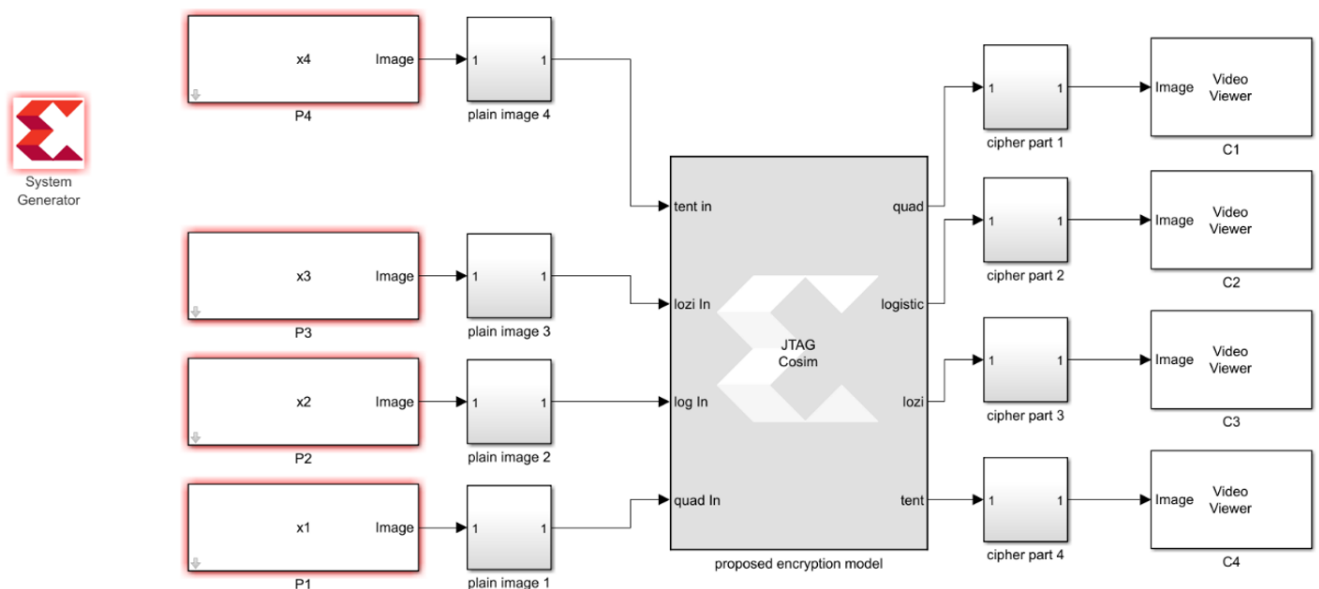 x4
Image
P4
1
1
plain image 4
System
Generator
x3
Image
P3
1
1
plain image 3
x2
Image
P2
1
1
plain image 2
x1
Image
P1
1
1
plain image 1
tent in
lozi In
log In
quad In
JTAG
Cosim
quad
logistic
lozi
tent
proposed encryption model
1
1
cipher part 1
Image
Video
Viewer
C1
1
1
cipher part 2
Image
Video
Viewer
C2
1
1
cipher part 3
Image
Video
Viewer
C3
1
1
cipher part 4
Image
Video
Viewer
C4